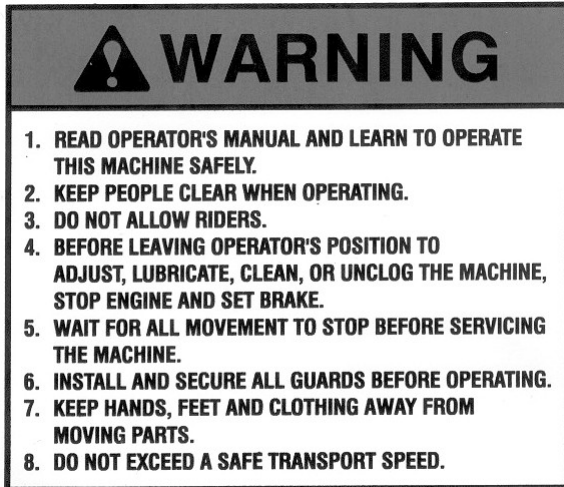 WARNING
1. READ OPERATOR'S MANUAL AND LEARN TO OPERATE
THIS MACHINE SAFELY.
2. KEEP PEOPLE CLEAR WHEN OPERATING.
3. DO NOT ALLOW RIDERS.
4. BEFORE LEAVING OPERATOR'S POSITION TO
ADJUST, LUBRICATE, CLEAN, OR UNCLOG THE MACHINE,
STOP ENGINE AND SET BRAKE.
5. WAIT FOR ALL MOVEMENT TO STOP BEFORE SERVICING
THE MACHINE.
6. INSTALL AND SECURE ALL GUARDS BEFORE OPERATING.
7. KEEP HANDS, FEET AND CLOTHING AWAY FROM
MOVING PARTS.
8. DO NOT EXCEED A SAFE TRANSPORT SPEED.